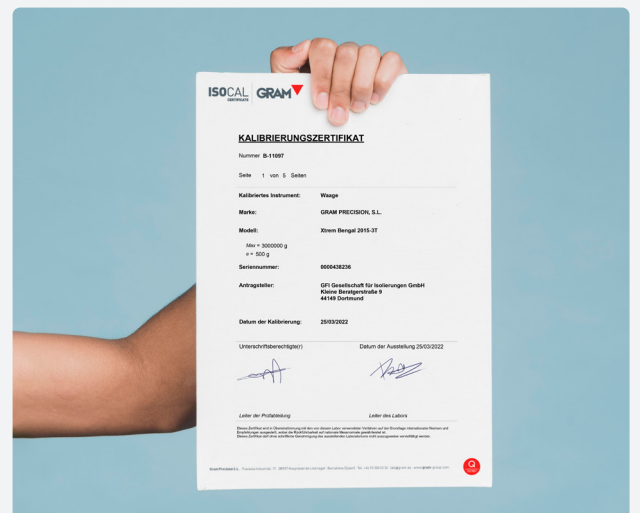 ISOCAL GRAM
CERTIFICATE
KALIBRIERUNGSZERTIFIKAT
Nummer B-11097
Seite 1 von 5 Seiten
Kalibriertes Instrument: Waage
Marke: GRAM PRECISION, S.L.
Modell: Xtrem Bengal 2015-3T
Max = 3000000 g
e = 500 g
Seriennummer: 0000438236
Antragsteller: GFI Gesellschaft für Isolierungen GmbH
Kleine Beratgerstraße 9
44149 Dortmund
Datum der Kalibrierung: 25/03/2022
Unterschriftsberechtigte(r) Datum der Ausstellung 25/03/2022
Leiter der Prüfabteilung Leiter des Labors